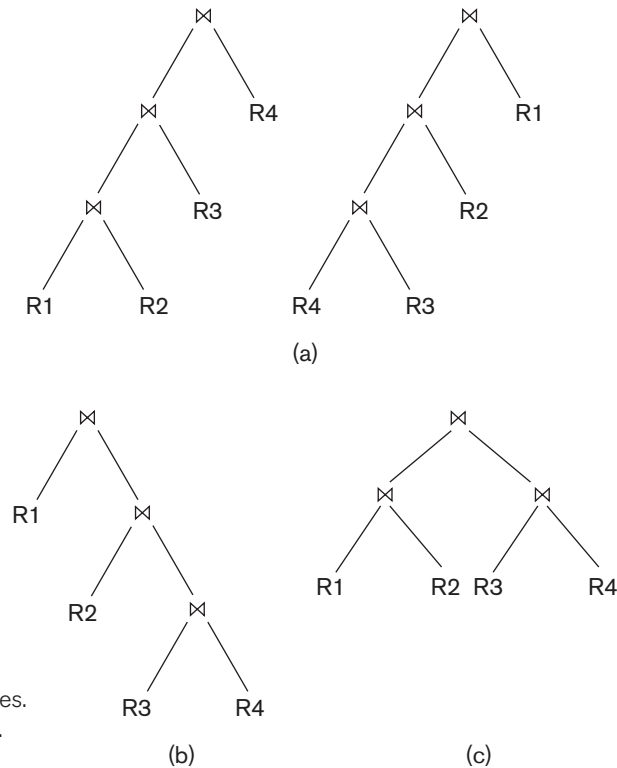 ⋈ ⋈
⋈ R4 ⋈ R1
⋈ R3 ⋈ R2
R1 R2 R4 R3
(a)
⋈ ⋈
R1 ⋈ ⋈ ⋈
R2 ⋈ R1 R2 R3 R4
R3 R4
es.
.
(b) (c)